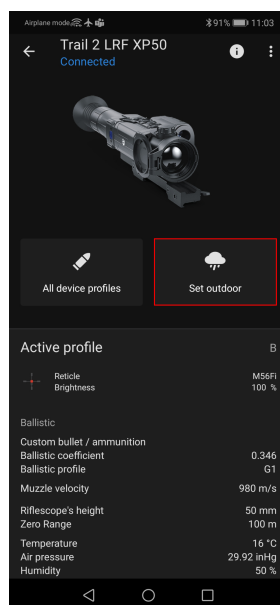 Airplane mode 91% 11:03
Trail 2 LRF XP50
Connected
All device profiles Set outdoor
Active profile B
Reticle M56Fi
Brightness 100 %
Ballistic
Custom bullet / ammunition
Ballistic coefficient 0.346
Ballistic profile G1
Muzzle velocity 980 m/s
Riflescope's height 50 mm
Zero Range 100 m
Temperature 16 °C
Air pressure 29.92 inHg
Humidity 50 %